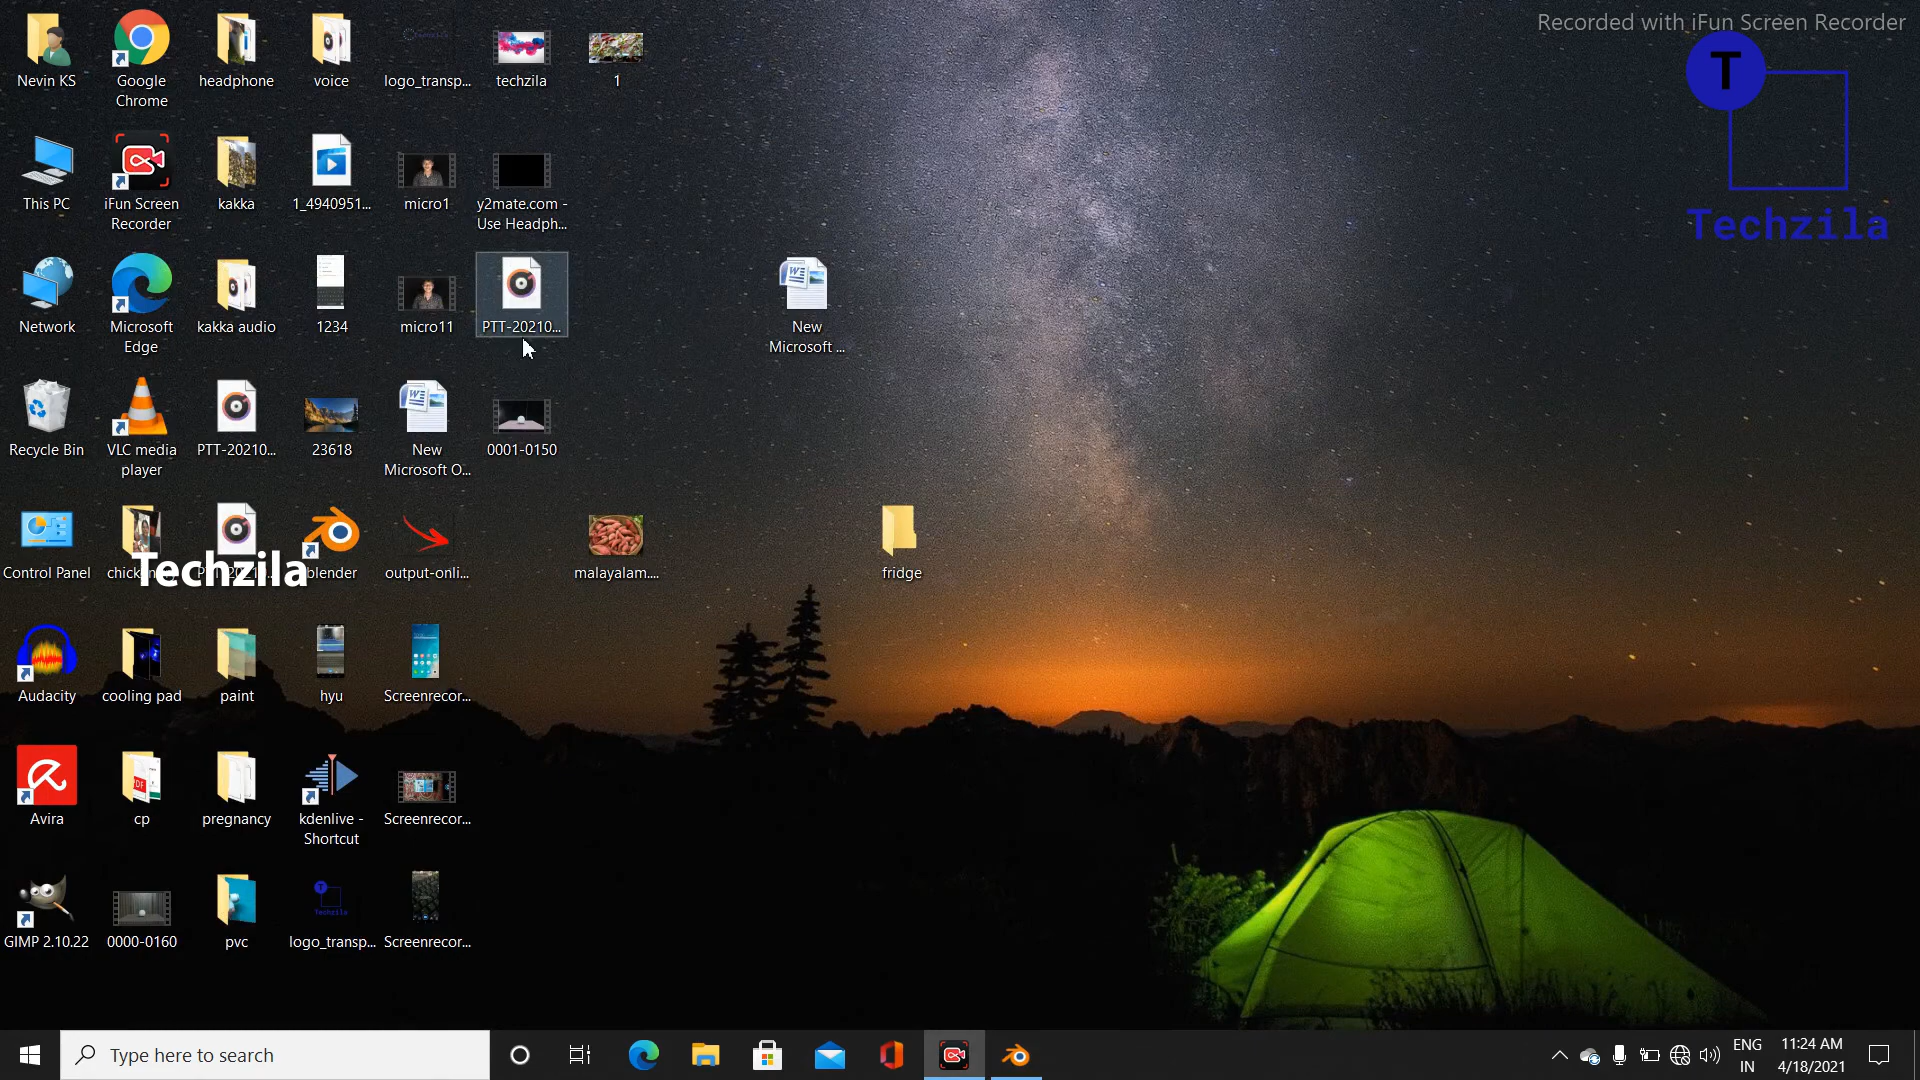 Recorded with iFun Screen Recorder
T
Techzila
Nevin KS
Google
Chrome
headphone
voice
logo_transp...
techzila
1
This PC
iFun Screen
Recorder
kakka
1_4940951...
micro1
y2mate.com -
Use Headph...
Network
Microsoft
Edge
kakka audio
1234
micro11
PTT-20210...
New
Microsoft ...
Recycle Bin
VLC media
player
PTT-20210...
23618
New
Microsoft O...
0001-0150
Control Panel
Techzila
blender
output-onli...
malayalam....
fridge
Audacity
cooling pad
paint
hyu
Screenrecor...
Avira
cp
pregnancy
kdenlive -
Shortcut
Screenrecor...
GIMP 2.10.22
0000-0160
pvc
logo_transp...
Screenrecor...
Type here to search
ENG
IN
11:24 AM
4/18/2021